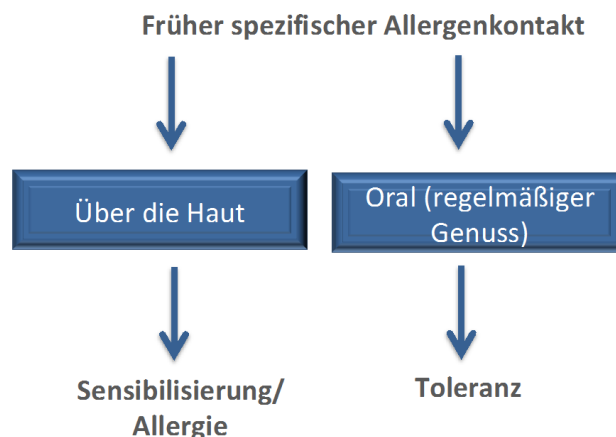 Früher spezifischer Allergenkontakt
Über die Haut
Oral (regelmäßiger
Genuss)
Sensibilisierung/
Allergie
Toleranz